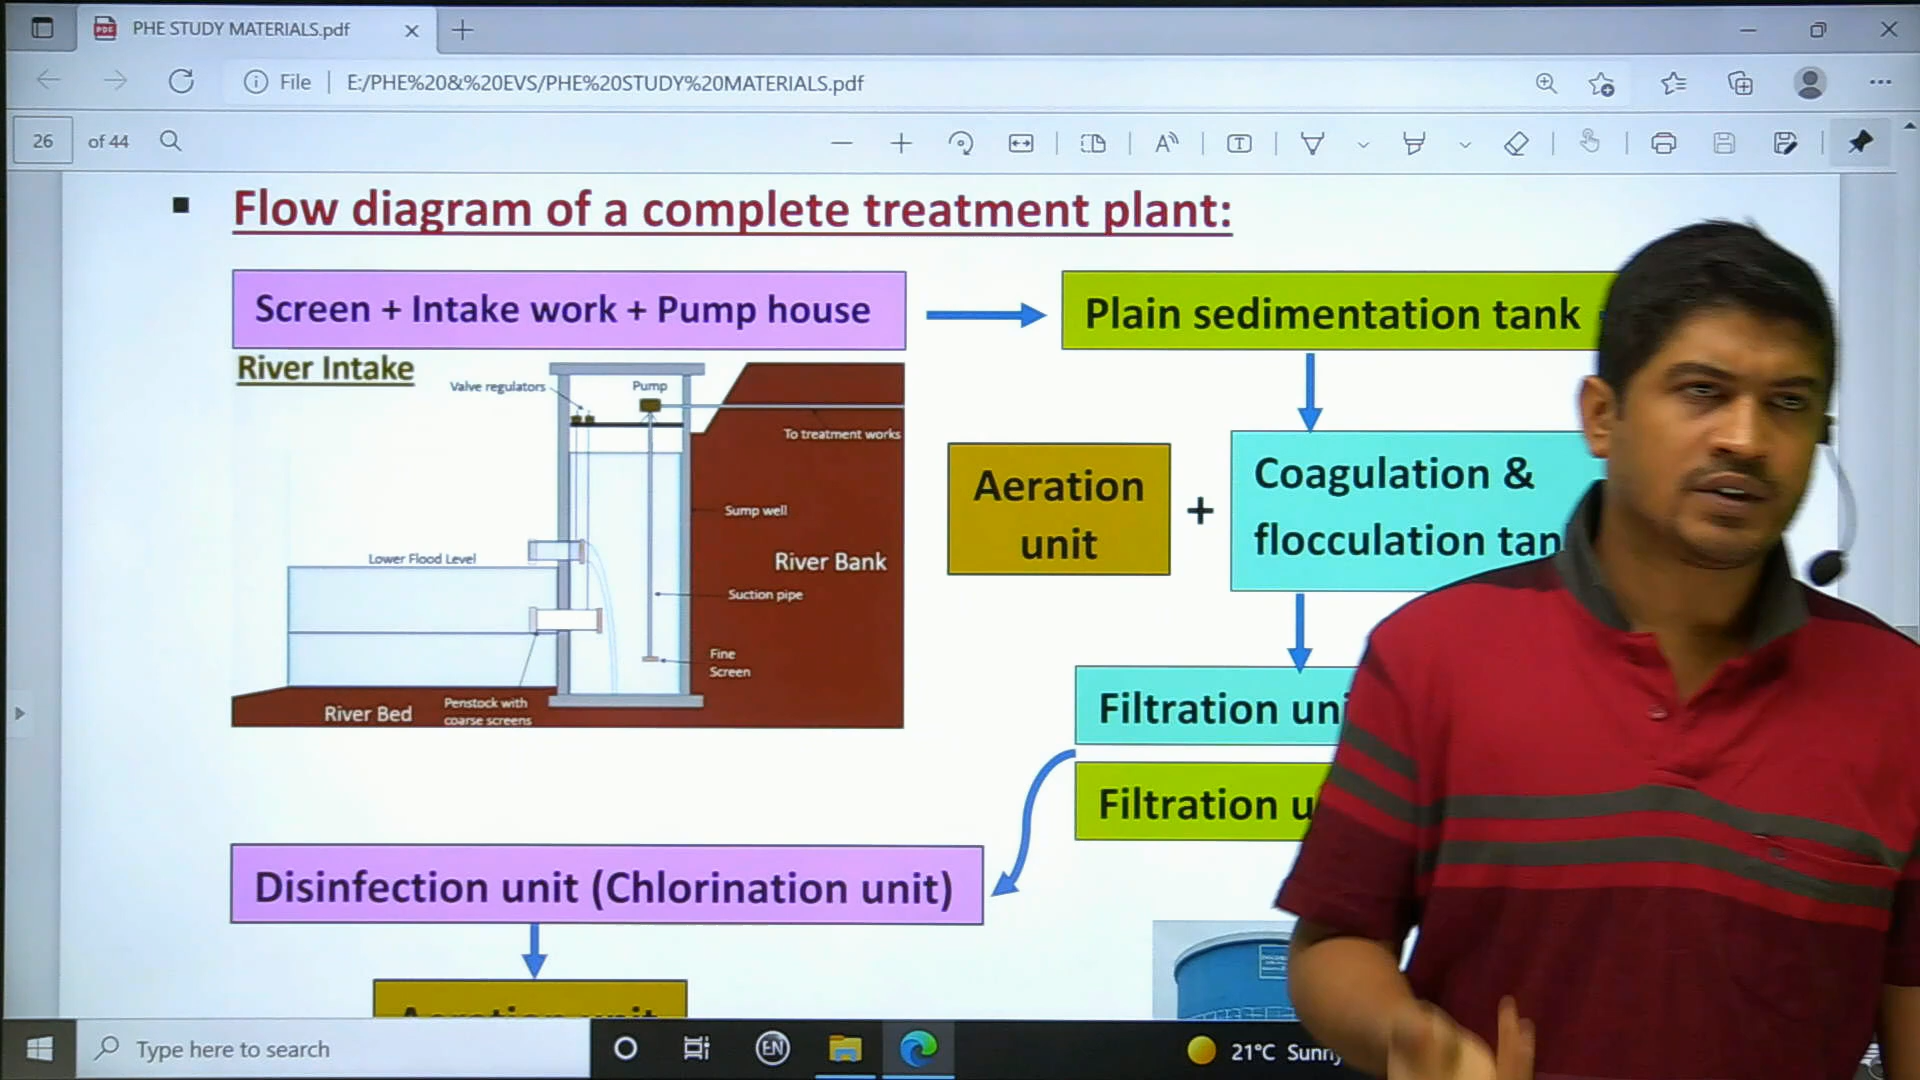 PHE STUDY MATERIALS.pdf
File
E:/PHE%20&%20EVS/PHE%20STUDY%20MATERIALS.pdf
26 of 44
Flow diagram of a complete treatment plant:
Screen + Intake work + Pump house
Plain sedimentation tank
River Intake
Valve regulators
Pump
To treatment works
Sump well
River Bank
Lower Flood Level
Suction pipe
Fine
Screen
Penstock with
coarse screens
River Bed
Aeration
unit
+
Coagulation &
flocculation tan
Filtration uni
Filtration u
Disinfection unit (Chlorination unit)
Aeration unit
Type here to search
EN
21°C Sunny